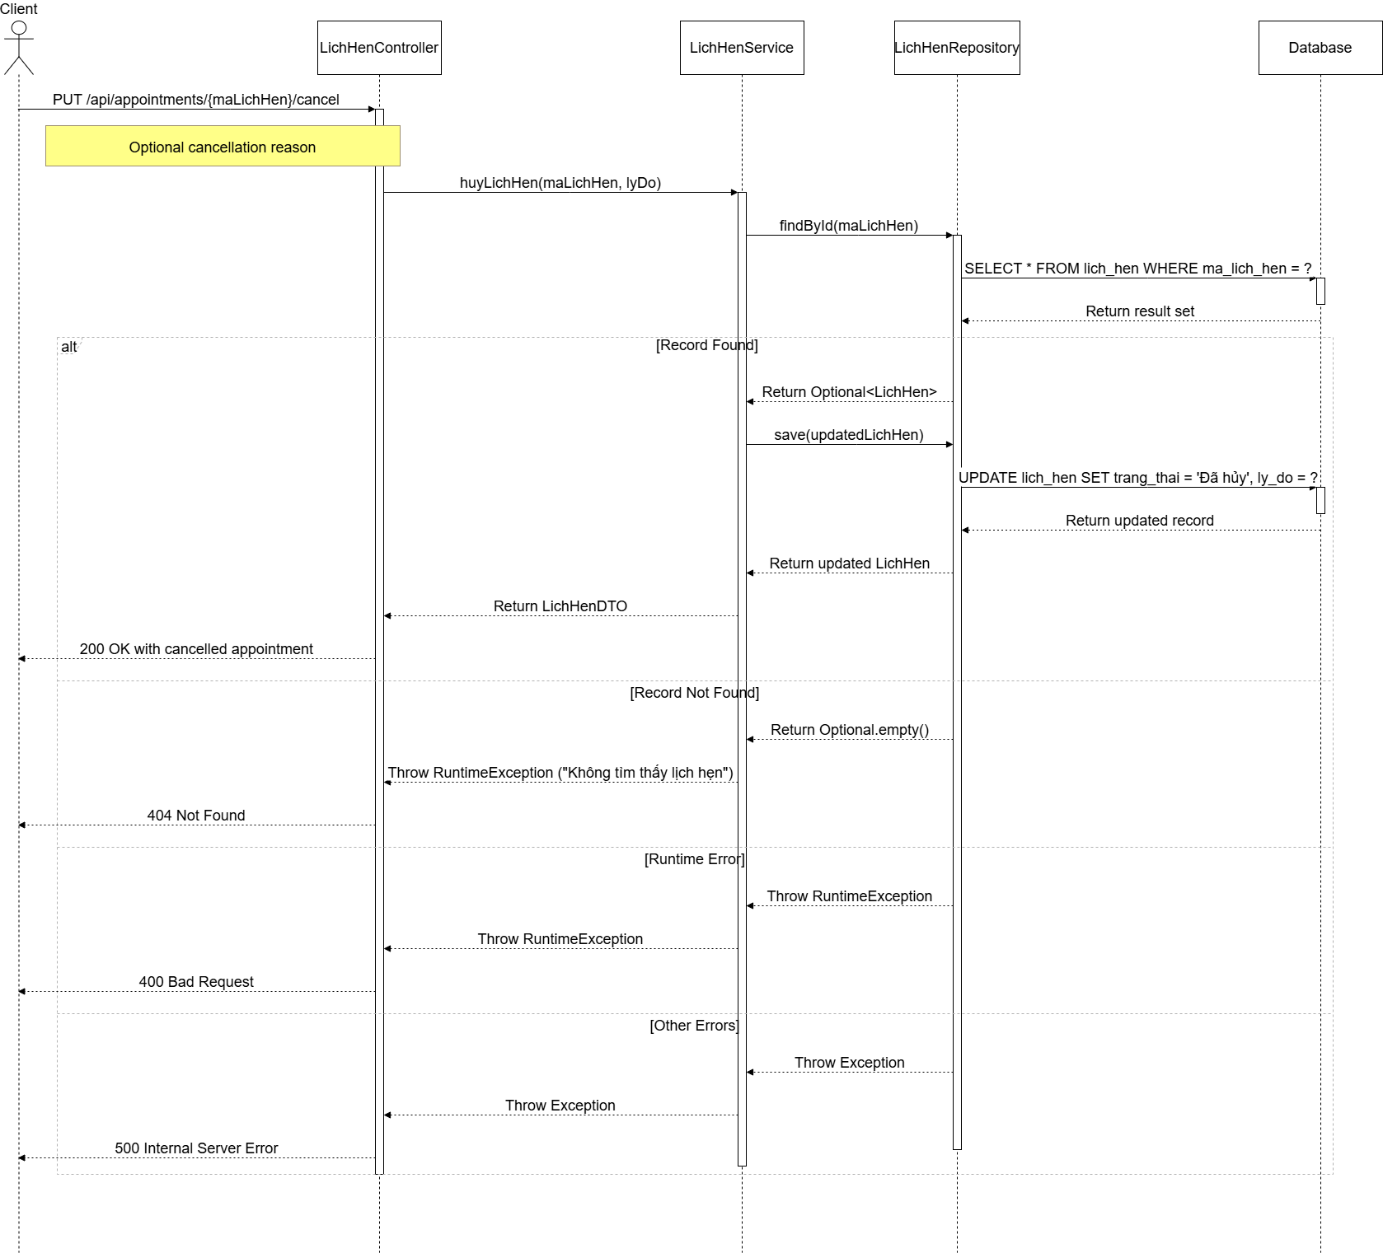 Client
LichHenController
LichHenService
LichHenRepository
Database
PUT /api/appointments/{maLichHen}/cancel
Optional cancellation reason
huyLichHen(maLichHen, lyDo)
findById(maLichHen)
SELECT * FROM lich_hen WHERE ma_lich_hen = ?
Return result set
alt
[Record Found]
Return Optional<LichHen>
save(updatedLichHen)
UPDATE lich_hen SET trang_thai = 'Đã hủy', ly_do = ?
Return updated record
Return updated LichHen
Return LichHenDTO
200 OK with cancelled appointment
[Record Not Found]
Return Optional.empty()
Throw RuntimeException ("Không tìm thấy lịch hẹn")
404 Not Found
[Runtime Error]
Throw RuntimeException
Throw RuntimeException
400 Bad Request
[Other Errors]
Throw Exception
Throw Exception
500 Internal Server Error